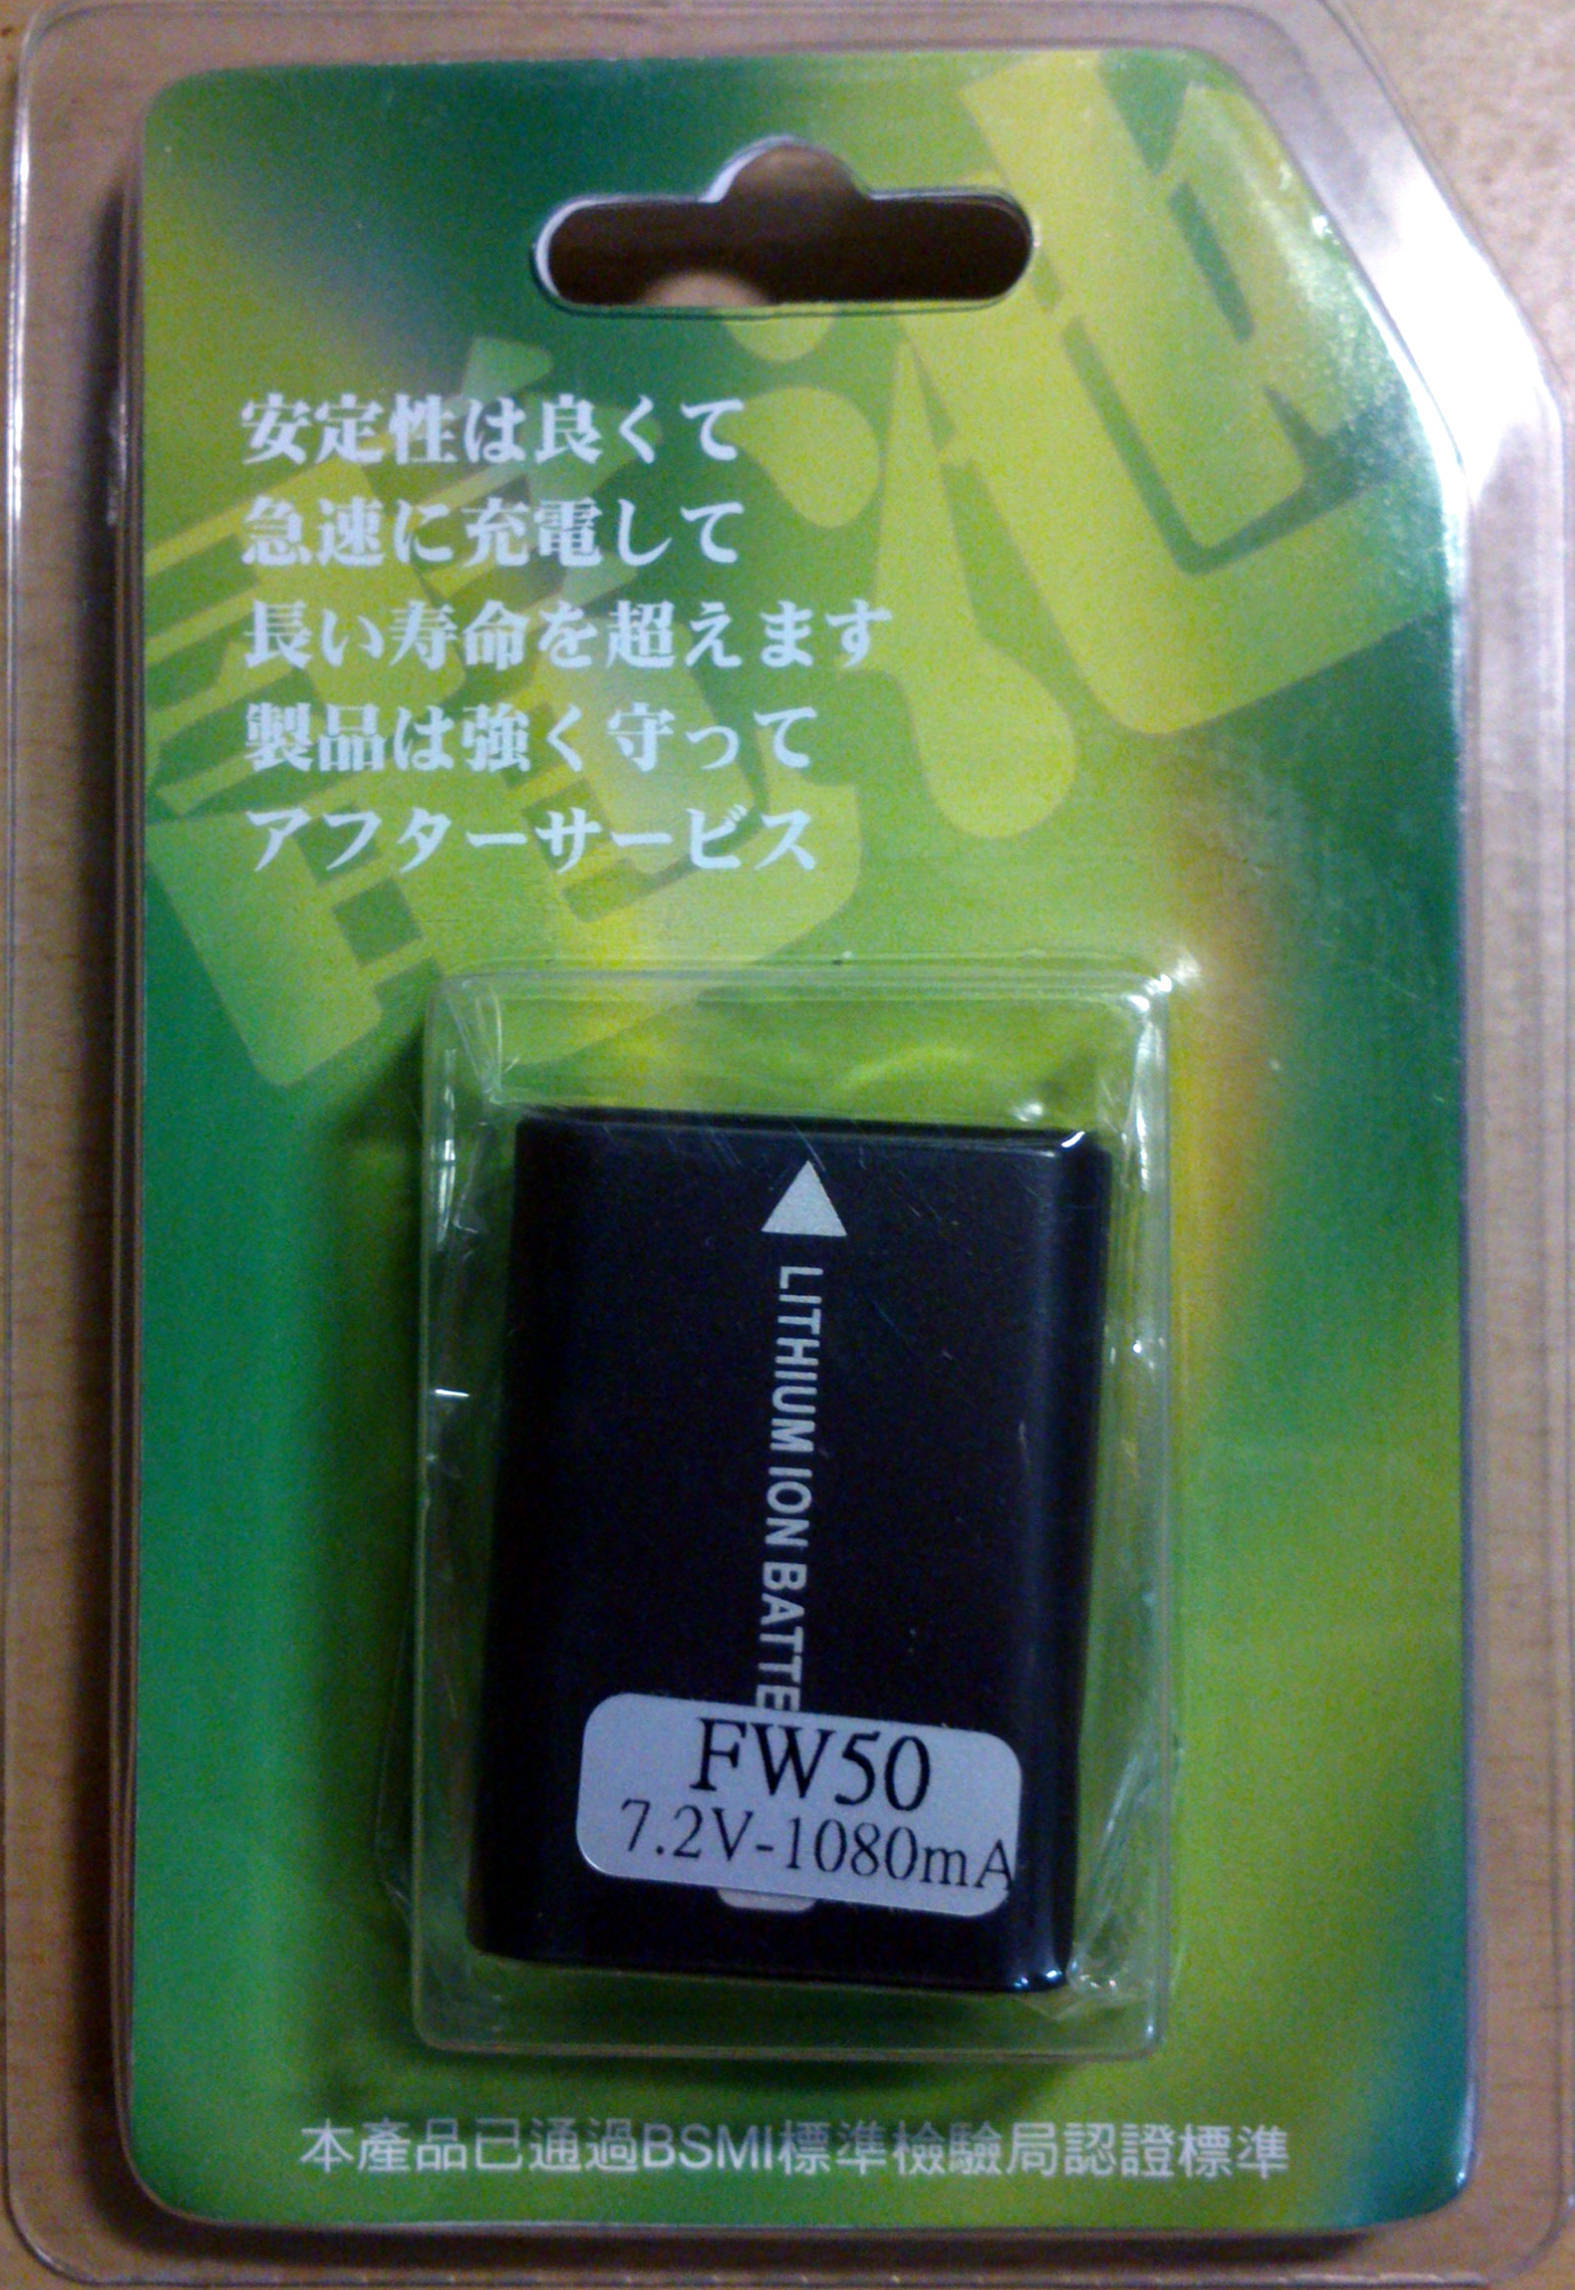 電池
安定性は良くて
急速に充電して
長い寿命を超えます
製品は強く守って
アフターサービス
LITHIUM ION BATTE
FW50
7.2V-1080mA
本產品已通過BSMI標準檢驗局認證標準